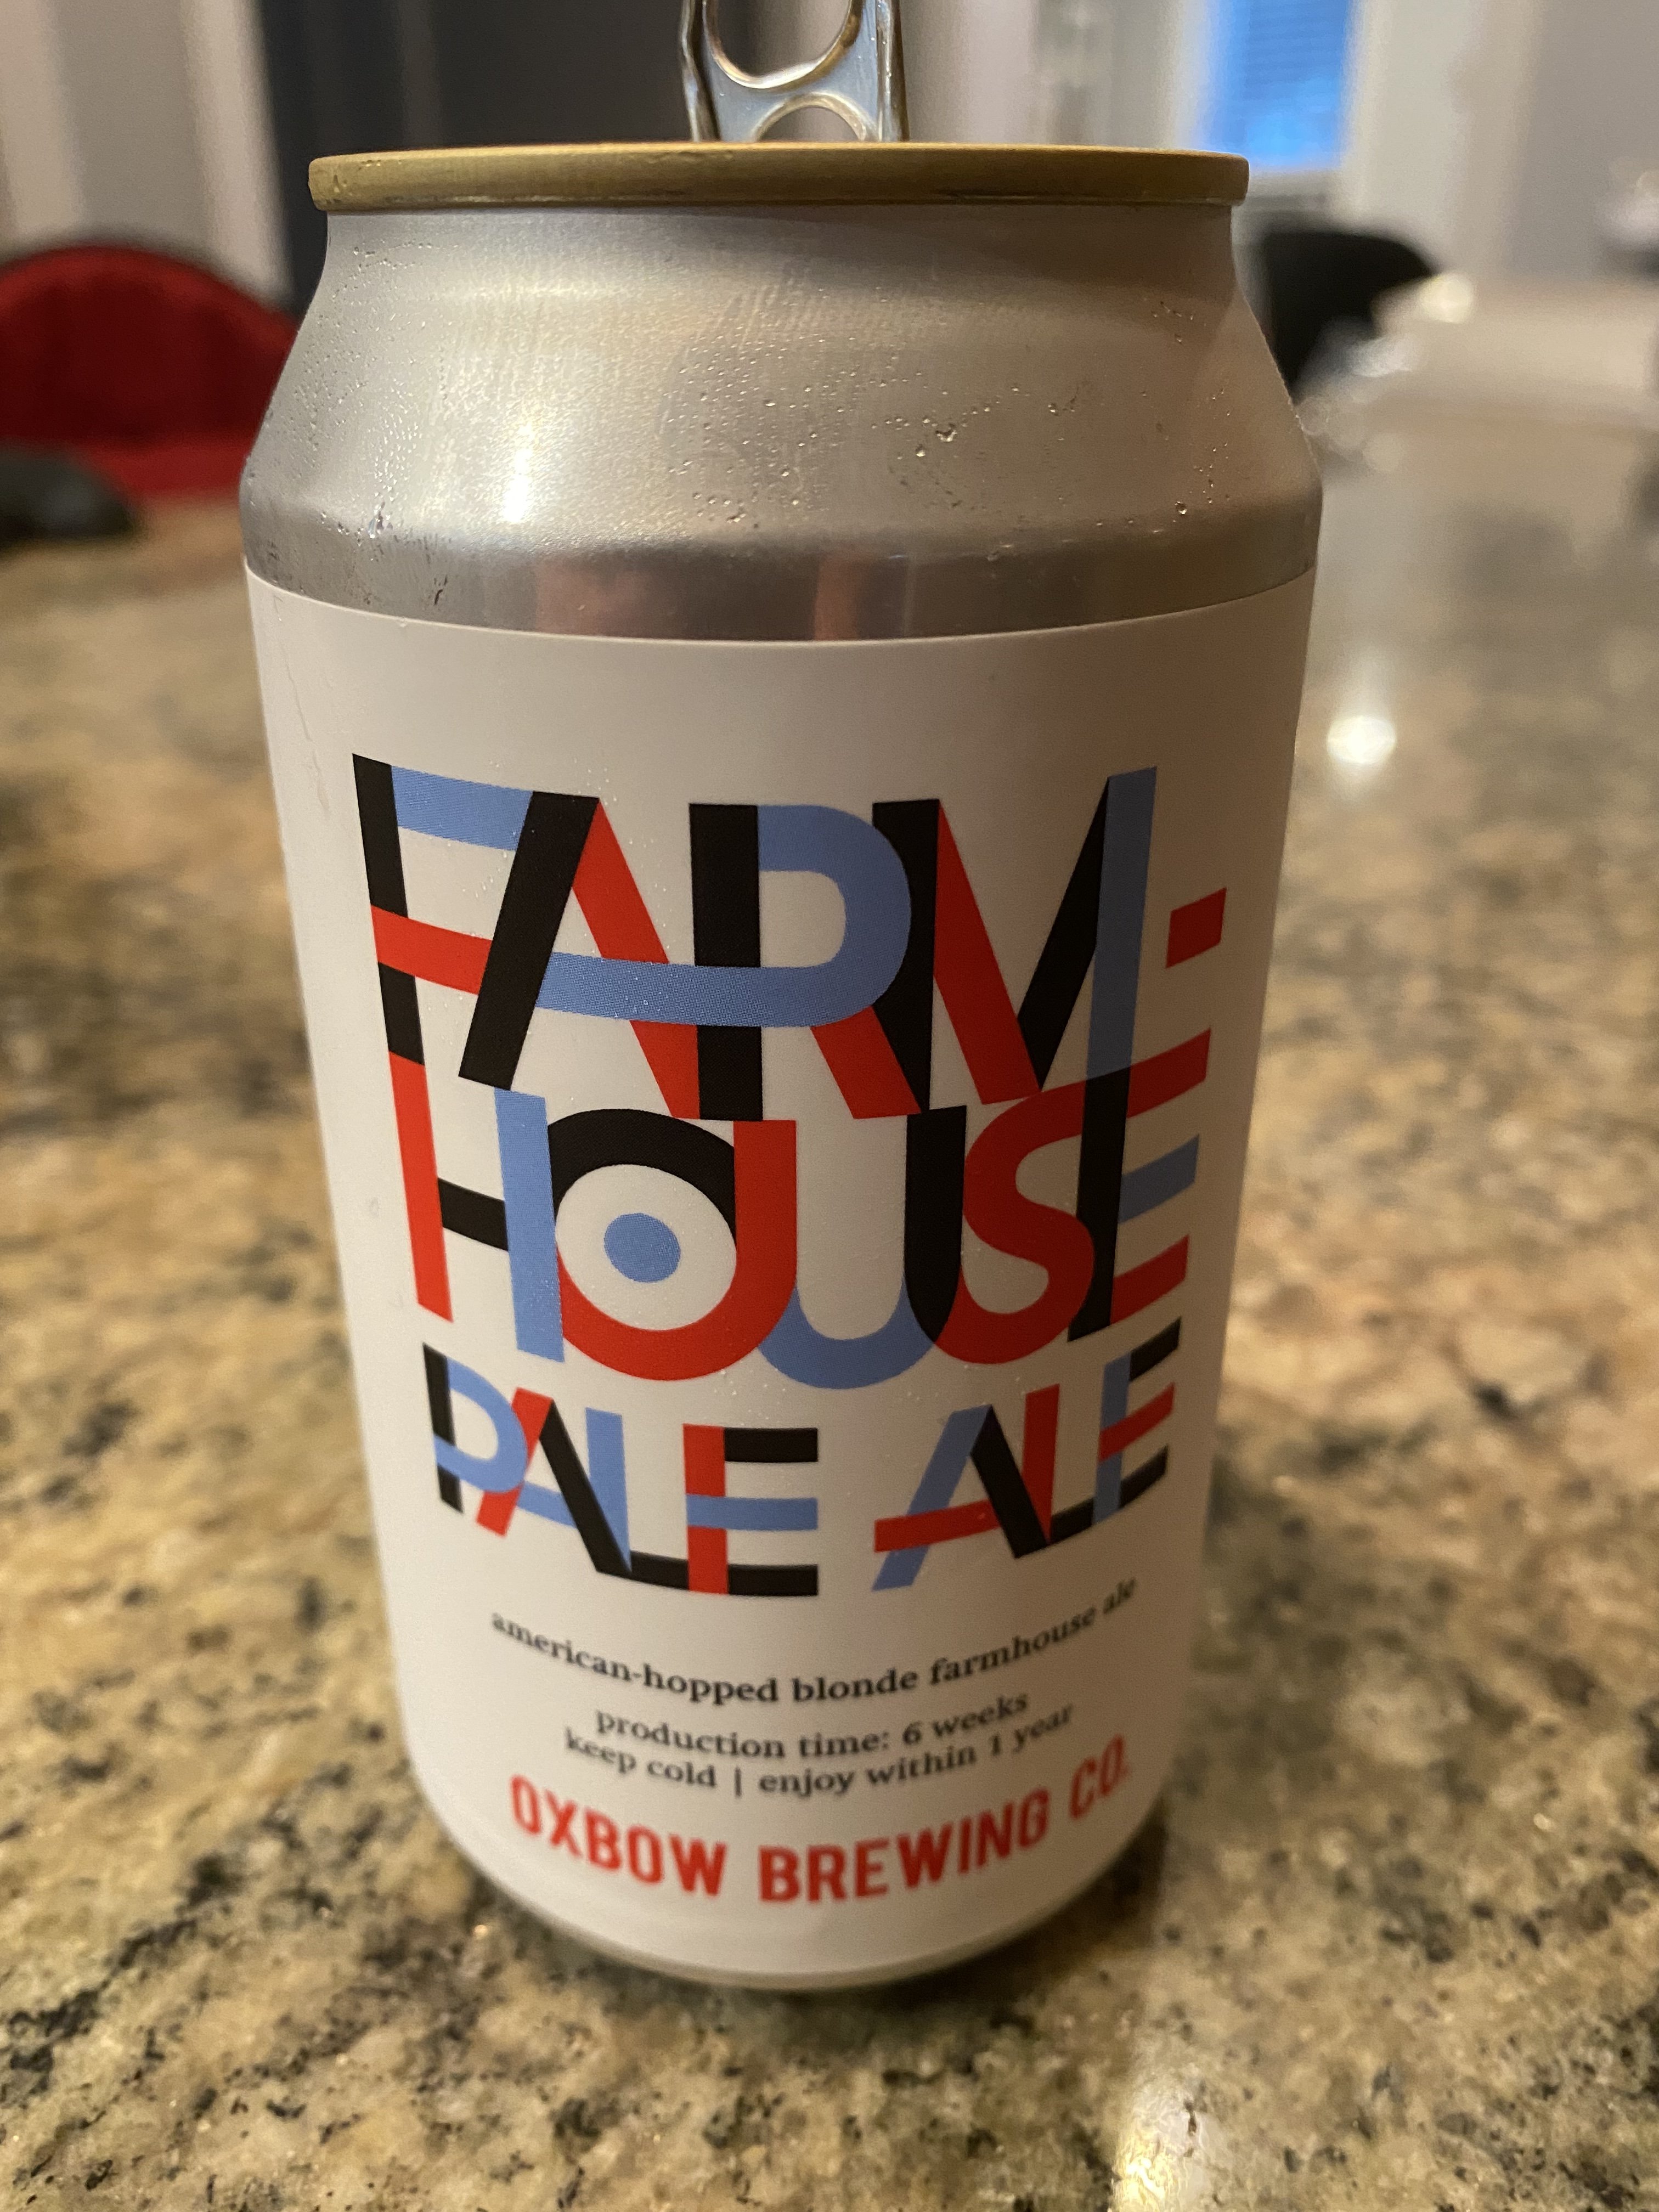 FARM-
HOUSE
PALE ALE
american-hopped blonde farmhouse ale
production time: 6 weeks
keep cold | enjoy within 1 year
OXBOW BREWING CO.